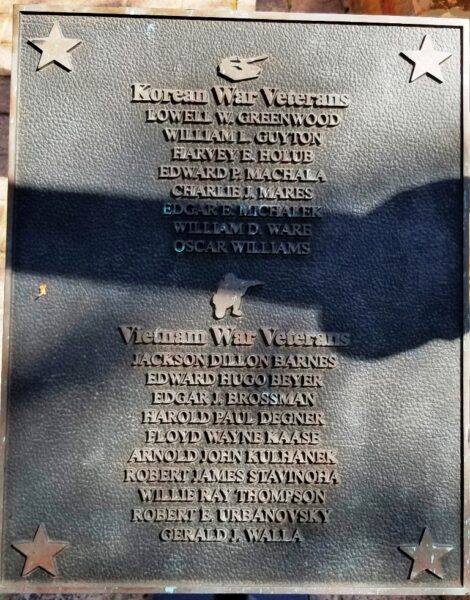 Korean War Veterans
LOWELL W. GREENWOOD
WILLIAM L. GUYTON
HARVEY E. HOLUB
EDWARD P. MACHALA
CHARLIE J. MARES
EDGAR E. MICHALEK
WILLIAM D. WARE
OSCAR WILLIAMS
Vietnam War Veterans
JACKSON DILLON BARNES
EDWARD HUGO BEYER
EDGAR J. BROSSMAN
HAROLD PAUL DEGNER
FLOYD WAYNE KAASE
ARNOLD JOHN KULHANEK
ROBERT JAMES STAVINOHA
WILLIE RAY THOMPSON
ROBERT E. URBANOVSKY
GERALD J. WALLA